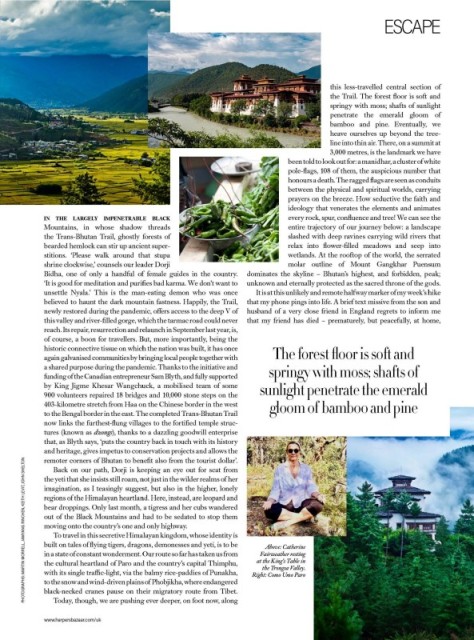 ESCAPE
IN THE LARGELY IMPENETRABLE BLACK
Mountains, in whose shadow threads
the Trans-Bhutan Trail, ghostly forests of
bearded hemlock can stir up ancient super-
stitions. 'Please walk around that stupa
shrine clockwise,' counsels our leader Dorji
Bidha, one of only a handful of female guides in the country.
'It is good for meditation and purifies bad karma. We don't want to
unsettle Nyala.' This is the man-eating demon who was once
believed to haunt the dark mountain fastness. Happily, the Trail,
newly restored during the pandemic, offers access to the deep V of
this valley and river-filled gorge, which the tarmac road could never
reach. Its repair, resurrection and relaunch in September last year, is,
of course, a boon for travellers. But, more importantly, being the
historic connective tissue on which the nation was built, it has once
again galvanised communities by bringing local people together with
a shared purpose during the pandemic. Thanks to the initiative and
funding of the Canadian entrepreneur Sam Blyth, and fully supported
by King Jigme Khesar Wangchuck, a mobilised team of some
900 volunteers repaired 18 bridges and 10,000 stone steps on the
403-kilometre stretch from Haa on the Chinese border in the west
to the Bengal border in the east. The completed Trans-Bhutan Trail
now links the furthest-flung villages to the fortified temple struc-
tures (known as dzongs), thanks to a dazzling goodwill enterprise
that, as Blyth says, 'puts the country back in touch with its history
and heritage, gives impetus to conservation projects and allows the
remoter corners of Bhutan to benefit also from the tourist dollar'.
Back on our path, Dorji is keeping an eye out for scat from
the yeti that she insists still roam, not just in the wilder realms of her
imagination, as I teasingly suggest, but also in the higher, lonely
regions of the Himalayan heartland. Here, instead, are leopard and
bear droppings. Only last month, a tigress and her cubs wandered
out of the Black Mountains and had to be sedated to stop them
moving onto the country's one and only highway.
To travel in this secretive Himalayan kingdom, whose identity is
built on tales of flying tigers, dragons, demonesses and yeti, is to be
in a state of constant wonderment. Our route so far has taken us from
the cultural heartland of Paro and the country's capital Thimphu,
with its single traffic-light, via the balmy rice-paddies of Punakha,
to the snow and wind-driven plains of Phobjikha, where endangered
black-necked cranes pause on their migratory route from Tibet.
Today, though, we are pushing ever deeper, on foot now, along
this less-travelled central section of
the Trail. The forest floor is soft and
springy with moss; shafts of sunlight
penetrate the emerald gloom of
bamboo and pine. Eventually, we
heave ourselves up beyond the tree-
line into thin air. There, on a summit at
3,000 metres, is the landmark we have
been told to look out for: a manidhar, a cluster of white
pole-flags, 108 of them, the auspicious number that
honours a death. The ragged flags are seen as conduits
between the physical and spiritual worlds, carrying
prayers on the breeze. How seductive the faith and
ideology that venerates the elements and animates
every rock, spur, confluence and tree! We can see the
entire trajectory of our journey below: a landscape
slashed with deep ravines carrying wild rivers that
relax into flower-filled meadows and seep into
wetlands. At the rooftop of the world, the serrated
molar outline of Mount Gangkhar Puensum
dominates the skyline – Bhutan's highest, and forbidden, peak;
unknown and eternally protected as the sacred throne of the gods.
It is at this unlikely and remote halfway marker of my week's hike
that my phone pings into life. A brief text missive from the son and
husband of a very close friend in England regrets to inform me
that my friend has died – prematurely, but peacefully, at home,
The forest floor is soft and
springy with moss; shafts of
sunlight penetrate the emerald
gloom of bamboo and pine
Above: Catherine
Fairweather resting
at the King's Table in
the Trongsa Valley.
Right: Como Uma Paro
www.harpersbazaar.com/uk